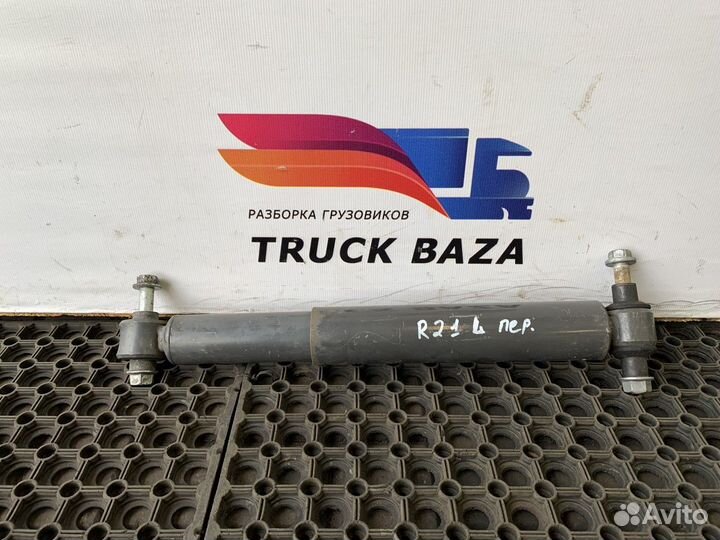 РАЗБОРКА ГРУЗОВИКОВ
TRUCK BAZA
R21 L пер.
Avito